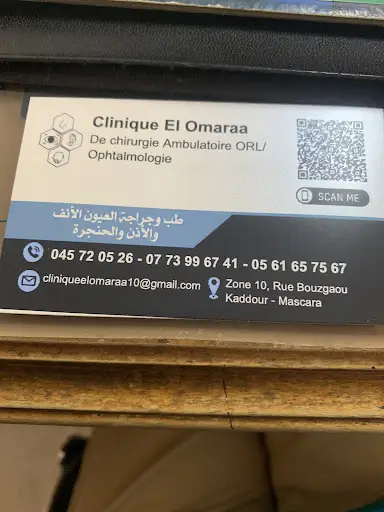 Clinique El Omaraa
De chirurgie Ambulatoire ORL/
Ophtalmologie
SCAN ME
طب وجراحة العيون الأنف
والأذن والحنجرة
045 72 05 26 - 07 73 99 67 41 - 05 61 65 75 67
cliniqueelomaraa10@gmail.com
Zone 10, Rue Bouzgaou
Kaddour - Mascara